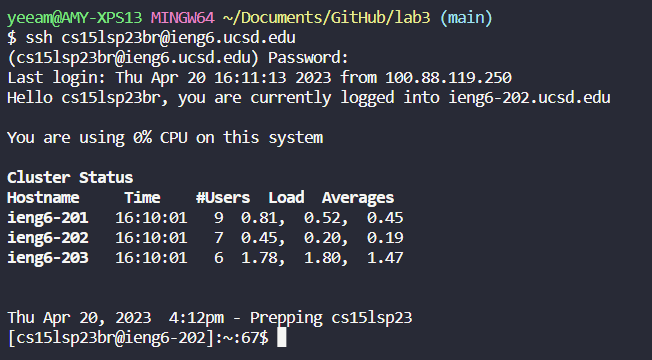 yeeam@AMY-XPS13 MINGW64 ~/Documents/GitHub/lab3 (main)
$ ssh cs15lsp23br@ieng6.ucsd.edu
(cs15lsp23br@ieng6.ucsd.edu) Password:
Last login: Thu Apr 20 16:11:13 2023 from 100.88.119.250
Hello cs15lsp23br, you are currently logged into ieng6-202.ucsd.edu
You are using 0% CPU on this system
Cluster Status
Hostname     Time    #Users  Load  Averages
ieng6-201   16:10:01   9  0.81,  0.52,  0.45
ieng6-202   16:10:01   7  0.45,  0.20,  0.19
ieng6-203   16:10:01   6  1.78,  1.80,  1.47
Thu Apr 20, 2023  4:12pm - Prepping cs15lsp23
[cs15lsp23br@ieng6-202]:~:67$